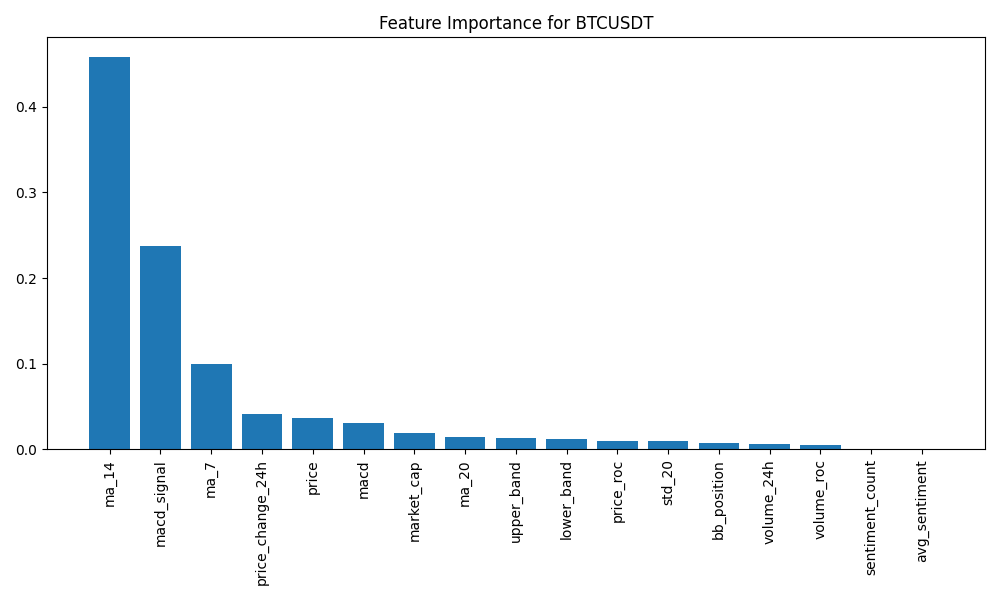 Feature Importance for BTCUSDT
0.4
0.3
0.2
0.1
0.0
ma_14
macd_signal
ma_7
price_change_24h
price
macd
market_cap
ma_20
upper_band
lower_band
price_roc
std_20
bb_position
volume_24h
volume_roc
sentiment_count
avg_sentiment